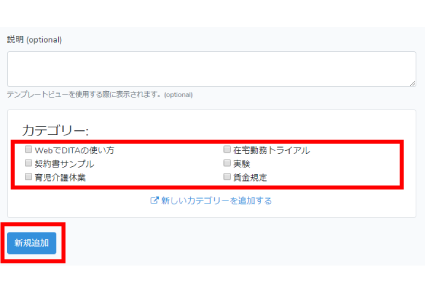 説明 (optional)
テンプレートビューを使用する際に表示されます。(optional)
カテゴリー:
WebでDITAの使い方
在宅勤務トライアル
契約書サンプル
実験
育児介護休業
賃金規定
新しいカテゴリーを追加する
新規追加